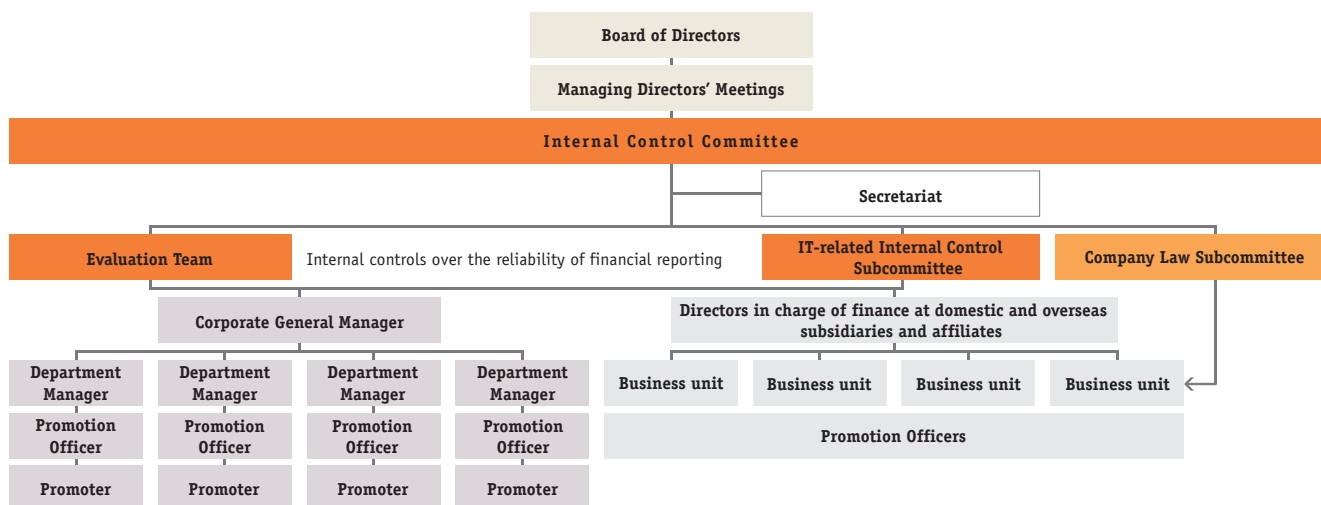 Board of Directors
Managing Directors’ Meetings
Internal Control Committee
Secretariat
Evaluation Team
Internal controls over the reliability of financial reporting
IT-related Internal Control
Subcommittee
Company Law Subcommittee
Corporate General Manager
Directors in charge of finance at domestic and overseas
subsidiaries and affiliates
Department
Manager
Department
Manager
Department
Manager
Department
Manager
Business unit
Business unit
Business unit
Business unit
Promotion
Officer
Promotion
Officer
Promotion
Officer
Promotion
Officer
Promotion Officers
Promoter
Promoter
Promoter
Promoter